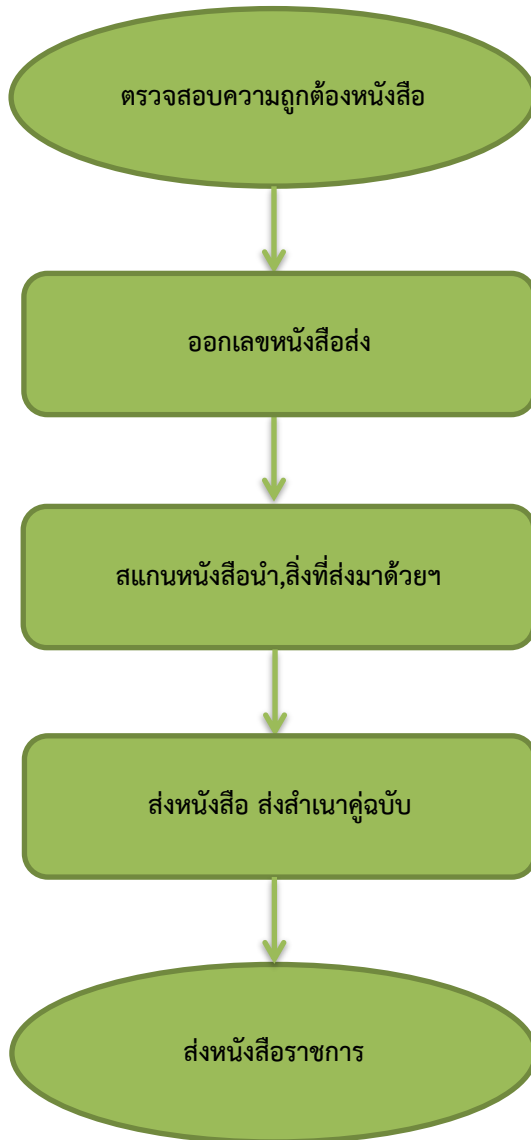 ตรวจสอบความถูกต้องหนังสือ
ออกเลขหนังสือส่ง
สแกนหนังสือนำ,สิ่งที่ส่งมาด้วยฯ
ส่งหนังสือ ส่งสำเนาคู่ฉบับ
ส่งหนังสือราชการ